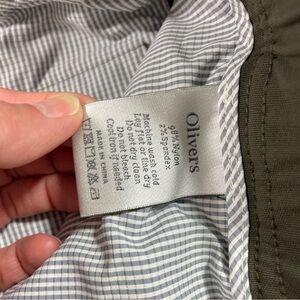 Olivers
98% Nylon
2% Spandex
Machine wash cold
Lay flat or line dry
Do not dry clean
Do not bleach
Cool iron if needed
MADE IN CHINA